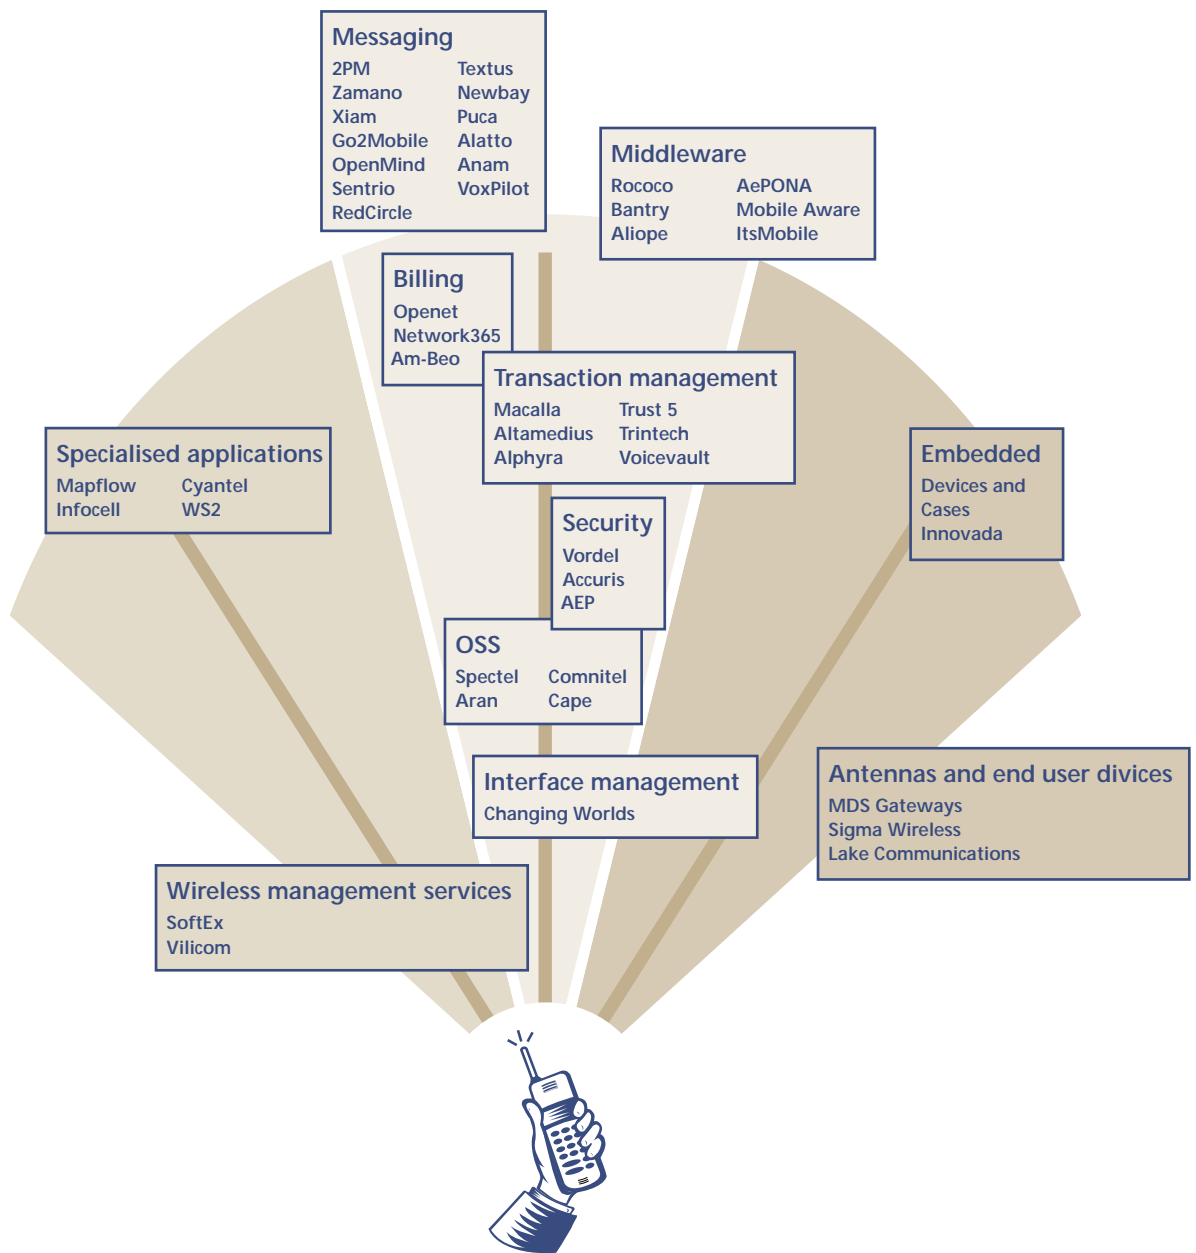 Messaging
2PM Textus
Zamano Newbay
Xiam Puca
Go2Mobile Alatto
OpenMind Anam
Sentrio VoxPilot
RedCircle
Middleware
Rococo AePONA
Bantry Mobile Aware
Aliope ItsMobile
Billing
Openet
Network365
Am-Beo
Transaction management
Macalla Trust 5
Altamedius Trintech
Alphyra Voicevault
Specialised applications
Mapflow Cyantel
Infocell WS2
Embedded
Devices and
Cases
Innovada
Security
Vordel
Accuris
AEP
OSS
Spectel Comnitel
Aran Cape
Interface management
Changing Worlds
Antennas and end user divices
MDS Gateways
Sigma Wireless
Lake Communications
Wireless management services
SoftEx
Vilicom